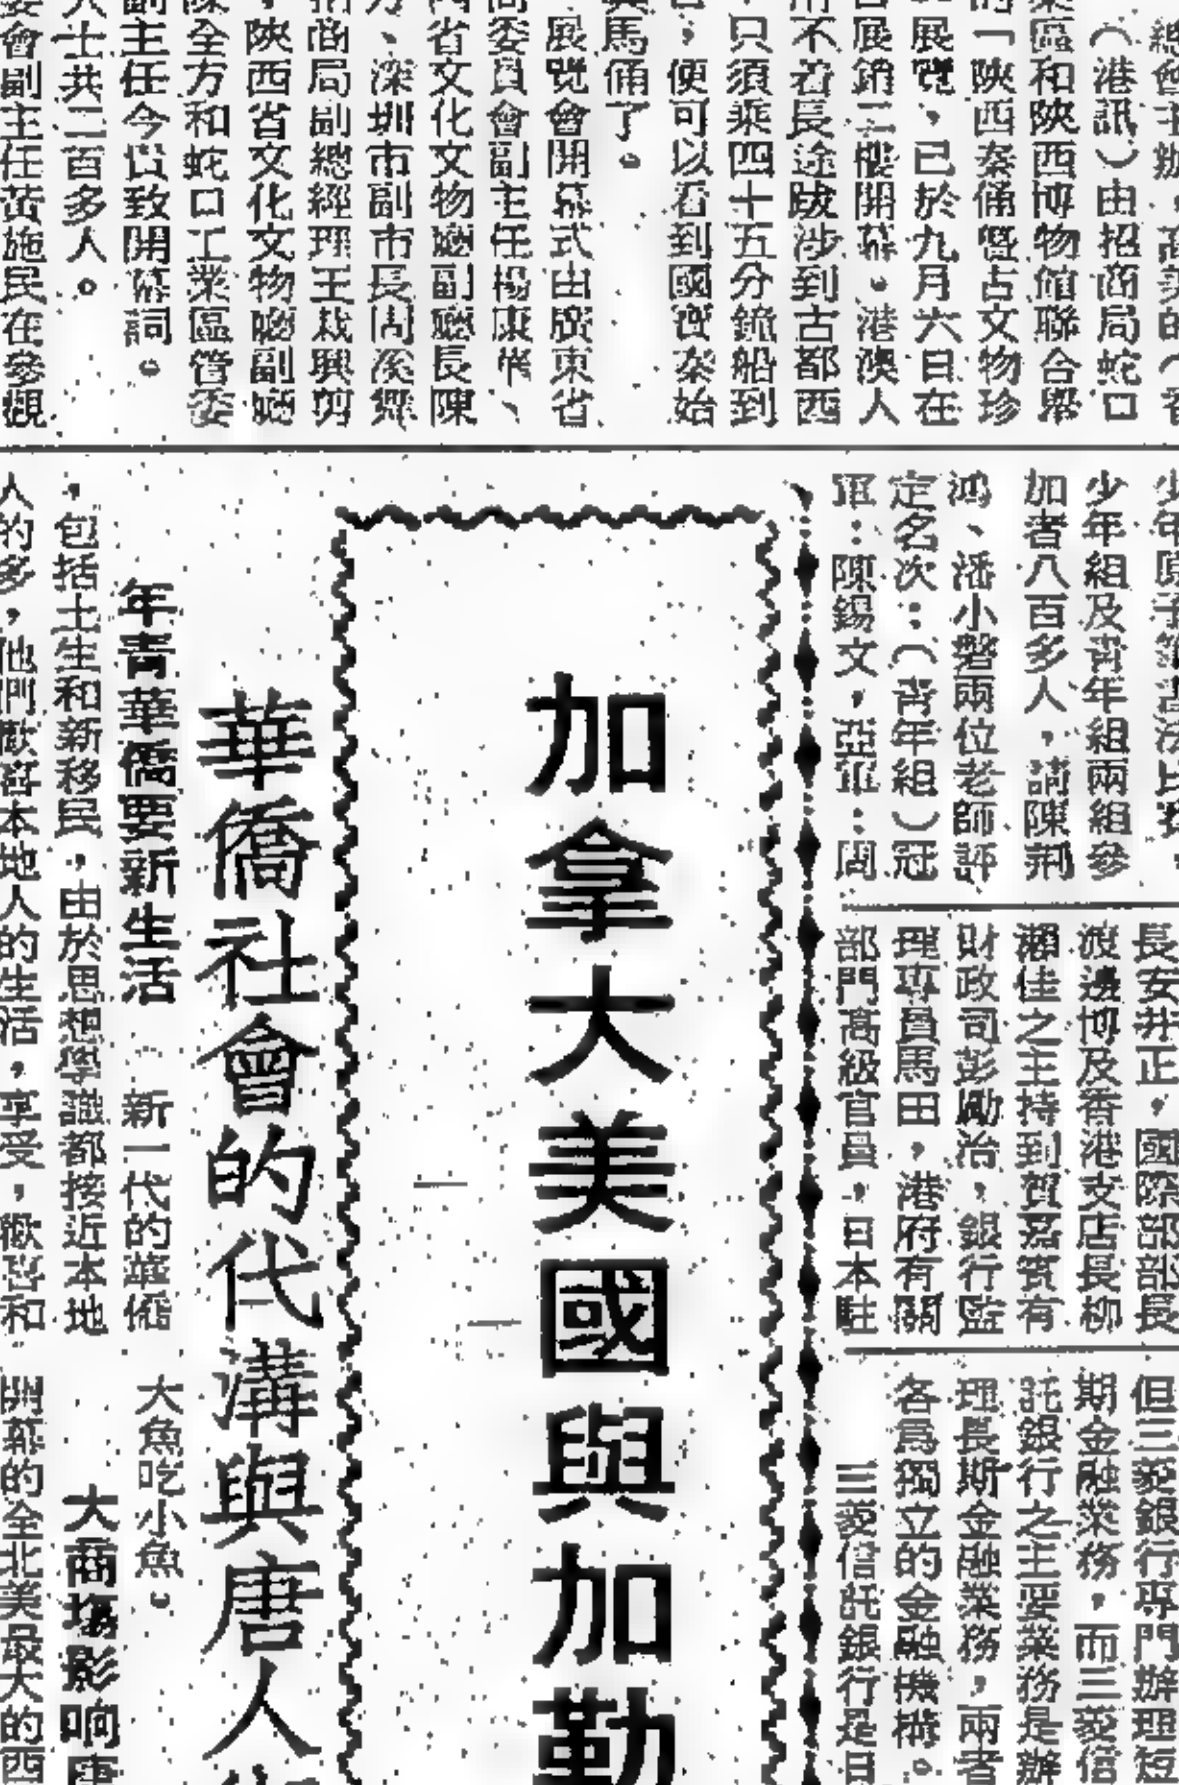 （港訊）由招商局蛇口
業區和陝西博物館聯合舉
的「陝西秦俑暨古文物珍
展覽，已於九月六日在
展銷二樓開幕。港澳人
不着長途跋涉到古都西
只須乘四十五分鐘船到
，便可以看到國寶秦始
馬俑了。
展覽會開幕式由廣東省
委員會副主任楊康華、
省文化文物廳副廳長陳
、深圳市副市長周溪舞
招商局副總經理王裁興剪
，陝西省文化文物廳副廳
陳全方和蛇口工業區管委
副主任今貴致開幕詞。
人士共二百多人。
委會副主任黃施民在參觀
少年組及青年組兩組參
加者八百多人，請陳荊
鴻、潘小磐兩位老師評
定名次：（青年組）冠
軍：陳錫文，亞軍：周
長安井正，國際部部長
渡邊博及香港支店長柳
瀨佳之主持到賀嘉賓有
財政司彭勵治，銀行監
理專員馬田，港府有關
部門高級官員，日本駐
但三菱銀行專門辦理短
期金融業務，而三菱信
託銀行之主要業務是辦
理長期金融業務，兩者
各爲獨立的金融機構。
三菱信託銀行是日
加拿大美國與加勒
華僑社會的代溝與唐人
年青華僑要新生活
新一代的華僑
，包括土生和新移民，由於思想學識都接近本地
人的多，他們歡喜本地人的生活，享受，歡喜和
大魚吃小魚。
大商場影响唐
開幕的全北美最大的西